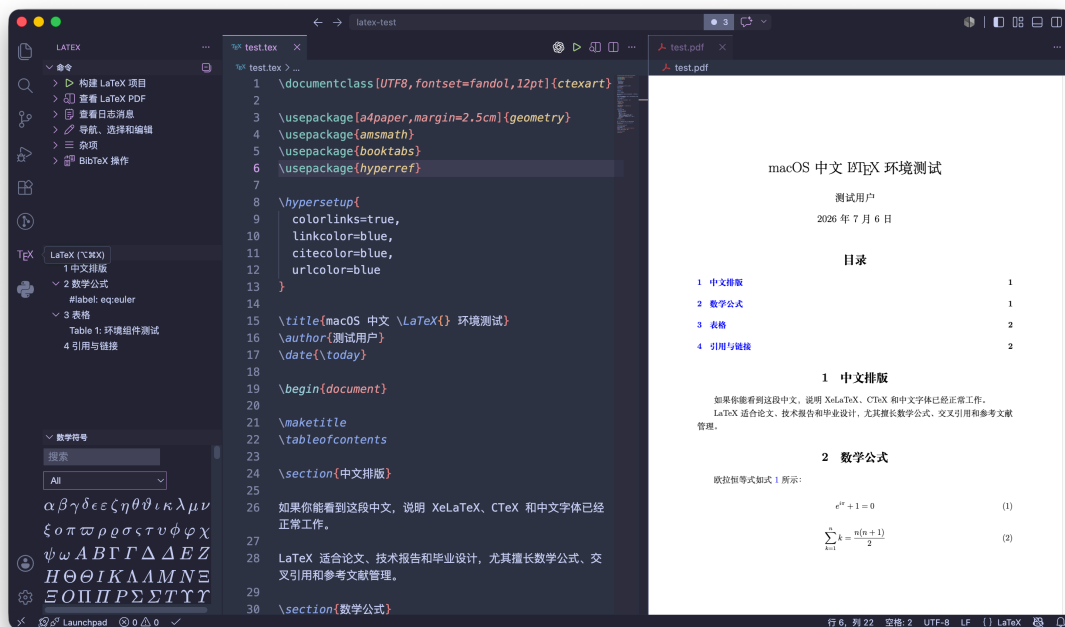 latex-test
3
LATEX
命令
构建 LaTeX 项目
查看 LaTeX PDF
查看日志消息
导航、选择和编辑
杂项
BibTeX 操作
TEX
LaTeX (⌥⌘X)
1 中文排版
2 数学公式
#label: eq:euler
3 表格
Table 1: 环境组件测试
4 引用与链接
数学符号
搜索
All
α β γ δ ϵ ε ζ η θ ϑ ι κ λ μ ν
ξ ο π ϖ ρ ϱ σ ς τ υ ϕ φ χ
ψ ω A B Γ Γ Δ Δ E Z
H Θ Θ I K Λ Λ M N Ξ
Ξ O Π Π P Σ Σ T Υ Υ
test.tex
test.tex > ...
1 \documentclass[UTF8,fontset=fandol,12pt]{ctexart}
2
3 \usepackage[a4paper,margin=2.5cm]{geometry}
4 \usepackage{amsmath}
5 \usepackage{booktabs}
6 \usepackage{hyperref}
7
8 \hypersetup{
9 colorlinks=true,
10 linkcolor=blue,
11 citecolor=blue,
12 urlcolor=blue
13 }
14
15 \title{macOS 中文 \LaTeX{} 环境测试}
16 \author{测试用户}
17 \date{\today}
18
19 \begin{document}
20
21 \maketitle
22 \tableofcontents
23
24 \section{中文排版}
25
26 如果你能看到这段中文，说明 XeLaTeX、CTeX 和中文字体已经
正常工作。
27
28 LaTeX 适合论文、技术报告和毕业设计，尤其擅长数学公式、交
叉引用和参考文献管理。
29
30 \section{数学公式}
test.pdf
test.pdf
macOS 中文 LATEX 环境测试
测试用户
2026 年 7 月 6 日
目录
1 中文排版 1
2 数学公式 1
3 表格 2
4 引用与链接 2
1 中文排版
如果你能看到这段中文，说明 XeLaTeX、CTeX 和中文字体已经正常工作。
LaTeX 适合论文、技术报告和毕业设计，尤其擅长数学公式、交叉引用和参考文献
管理。
2 数学公式
欧拉恒等式如式 1 所示：
e^{iπ} + 1 = 0 (1)
∑_{k=1}^{n} k = n(n+1)/2 (2)
Launchpad
0 0
行 6，列 22
空格: 2
UTF-8
LF
{ } LaTeX